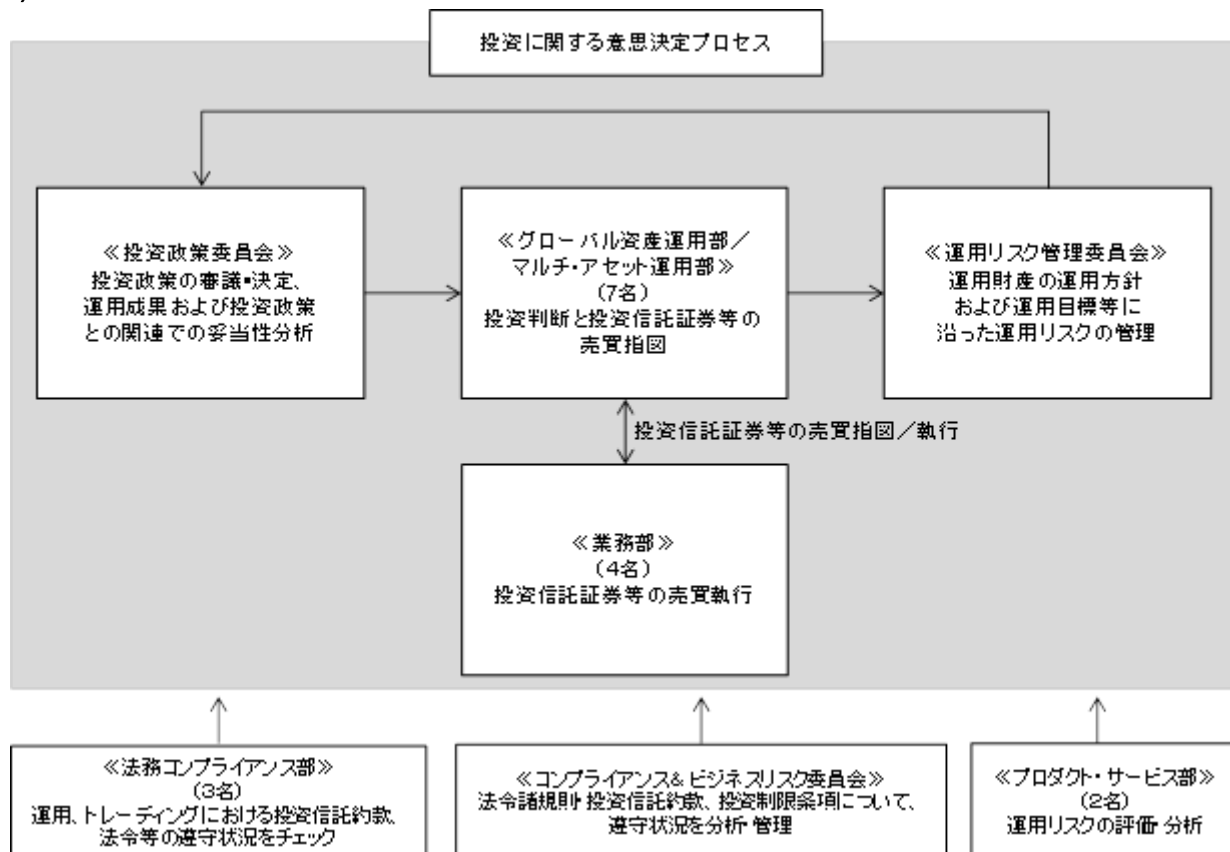 投資に関する意思決定プロセス
≪投資政策委員会≫
投資政策の審議・決定、
運用成果および投資政策
との関連での妥当性分析
≪グローバル資産運用部／
マルチ・アセット運用部≫
(7名)
投資判断と投資信託証券等の
売買指図
≪運用リスク管理委員会≫
運用財産の運用方針
および運用目標等に
沿った運用リスクの管理
投資信託証券等の売買指図／執行
≪業務部≫
(4名)
投資信託証券等の売買執行
≪法務コンプライアンス部≫
(3名)
運用、トレーディングにおける投資信託約款、
法令等の遵守状況をチェック
≪コンプライアンス&ビジネスリスク委員会≫
法令諸規則・投資信託約款、投資制限条項について、
遵守状況を分析・管理
≪プロダクト・サービス部≫
(2名)
運用リスクの評価・分析